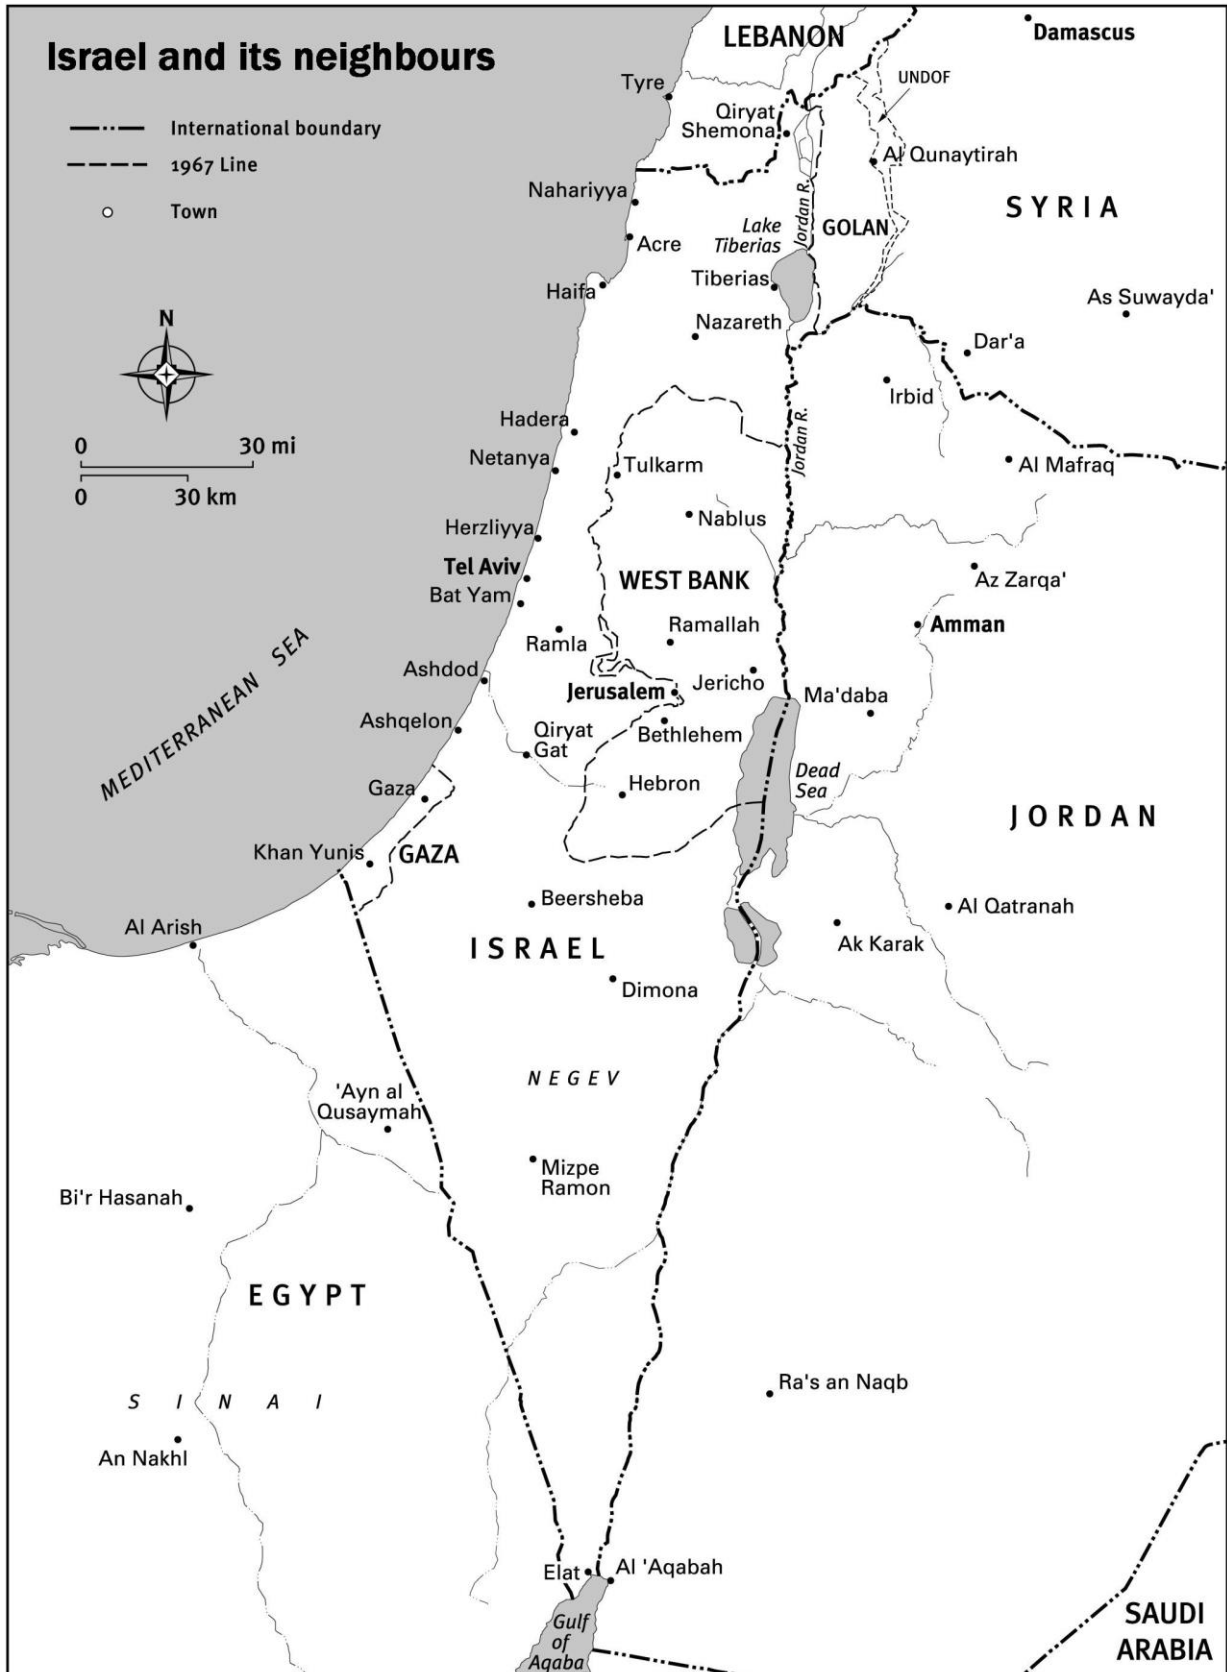 Israel and its neighbours
International boundary
1967 Line
Town
N
0 30 mi
0 30 km
LEBANON
Damascus
Tyre
UNDOF
Qiryat
Shemona
Al Qunaytirah
Nahariyya
SYRIA
Jordan R.
Lake
Tiberias
GOLAN
Acre
Tiberias
Haifa
As Suwayda'
Nazareth
Dar'a
Irbid
Hadera
Jordan R.
Netanya
Tulkarm
Al Mafraq
Nablus
Herzliyya
Tel Aviv
WEST BANK
Az Zarqa'
Bat Yam
Ramallah
Amman
Ramla
MEDITERRANEAN SEA
Ashdod
Jerusalem
Jericho
Ma'daba
Ashqelon
Qiryat
Gat
Bethlehem
Dead
Sea
Gaza
Hebron
JORDAN
Khan Yunis
GAZA
Beersheba
Al Qatranah
Al Arish
ISRAEL
Ak Karak
Dimona
NEGEV
'Ayn al
Qusaymah
Mizpe
Ramon
Bi'r Hasanah
EGYPT
Ra's an Naqb
SINAI
An Nakhl
Elat
Al 'Aqabah
Gulf
of
Aqaba
SAUDI
ARABIA